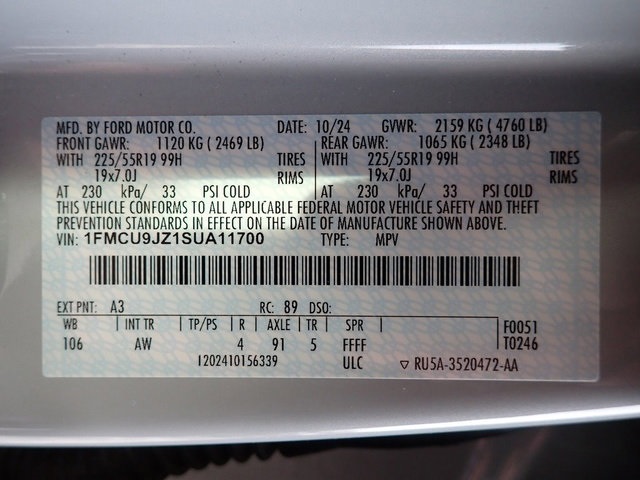 MFD. BY FORD MOTOR CO. DATE: 10/24 GVWR: 2159 KG ( 4760 LB)
FRONT GAWR: 1120 KG ( 2469 LB) REAR GAWR: 1065 KG ( 2348 LB)
WITH 225/55R19 99H TIRES WITH 225/55R19 99H TIRES
19x7.0J RIMS 19x7.0J RIMS
AT 230 kPa/ 33 PSI COLD AT 230 kPa/ 33 PSI COLD
THIS VEHICLE CONFORMS TO ALL APPLICABLE FEDERAL MOTOR VEHICLE SAFETY AND THEFT
PREVENTION STANDARDS IN EFFECT ON THE DATE OF MANUFACTURE SHOWN ABOVE.
VIN: 1FMCU9JZ1SUA11700 TYPE: MPV
EXT PNT: A3 RC: 89 DSO:
WB INT TR TP/PS R AXLE TR SPR F0051
106 AW 4 91 5 FFFF T0246
1202410156339 ULC ▽ RU5A-3520472-AA